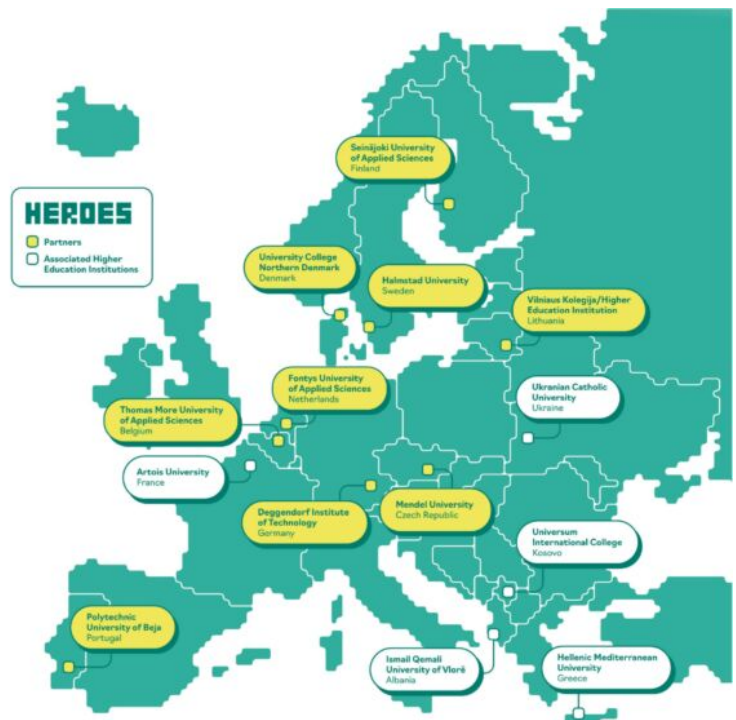 Seinäjoki University
of Applied Sciences
Finland
HEROES
Partners
Associated Higher
Education Institutions
University College
Northern Denmark
Denmark
Halmstad University
Sweden
Vilniaus Kolegija/Higher
Education Institution
Lithuania
Fontys University
of Applied Sciences
Netherlands
Ukranian Catholic
University
Ukraine
Thomas More University
of Applied Sciences
Belgium
Artois University
France
Deggendorf Institute
of Technology
Germany
Mendel University
Czech Republic
Universum
International College
Kosovo
Polytechnic
University of Beja
Portugal
Ismail Qemali
University of Vlorë
Albania
Hellenic Mediterranean
University
Greece